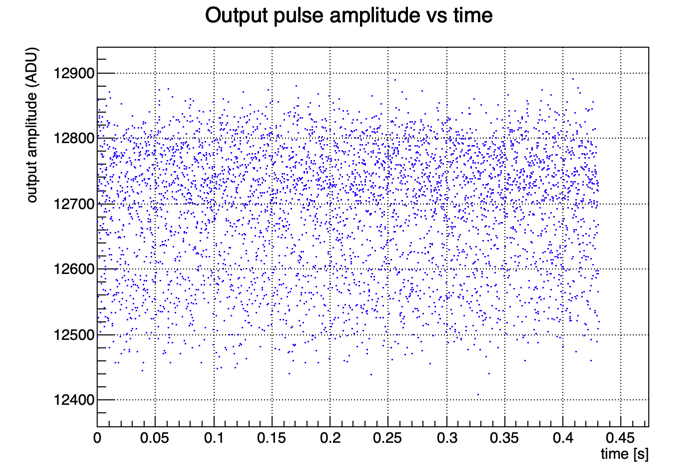 Output pulse amplitude vs time
output amplitude (ADU)
12900
12800
12700
12600
12500
12400
0 0.05 0.1 0.15 0.2 0.25 0.3 0.35 0.4 0.45
time [s]